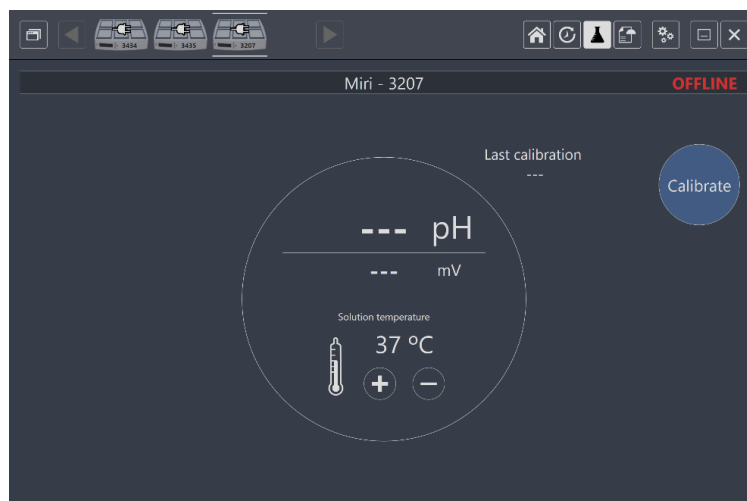 3434
3435
3207
Miri - 3207
OFFLINE
Last calibration
---
Calibrate
--- pH
--- mV
Solution temperature
37 ºC